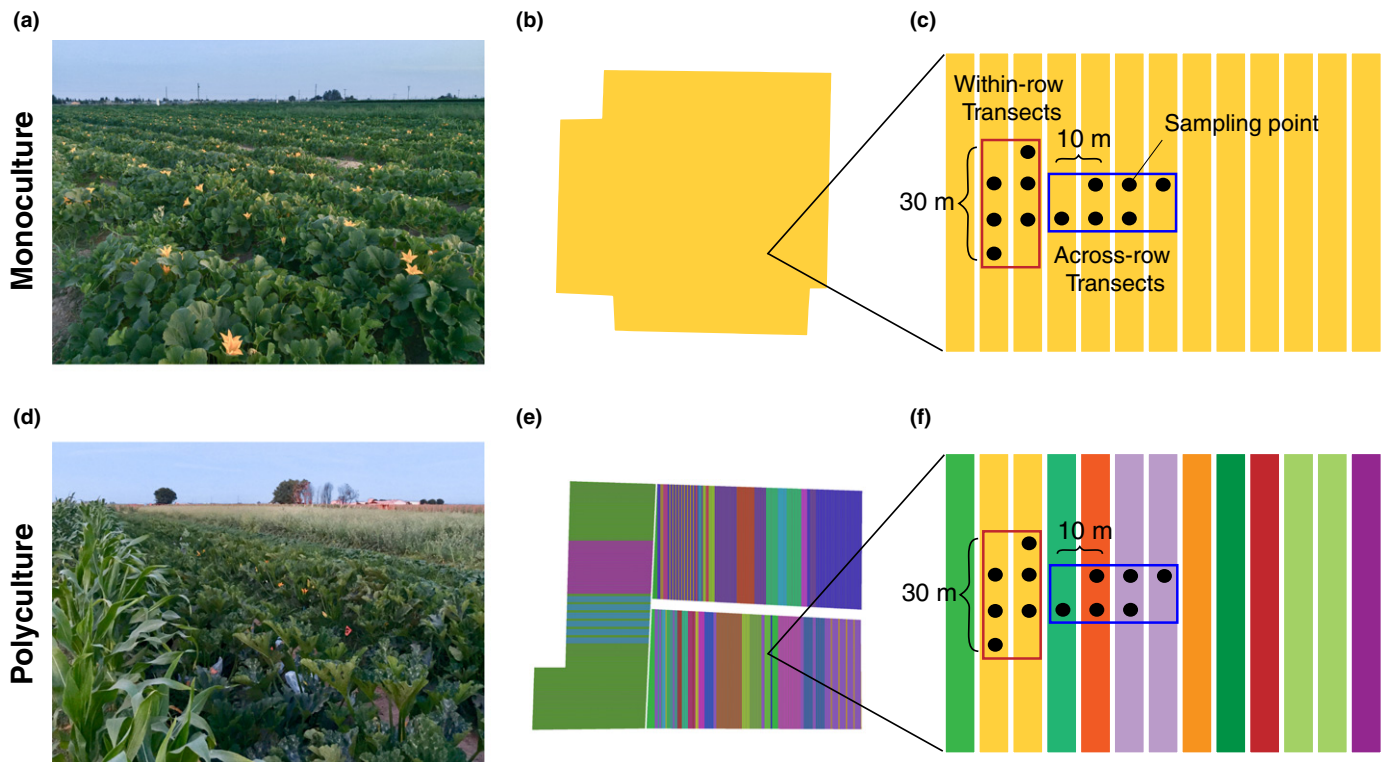 (a)
(b)
(c)
Monoculture
Within-row
Transects
Sampling point
10 m
30 m
Across-row
Transects
(d)
(e)
(f)
Polyculture
10 m
30 m